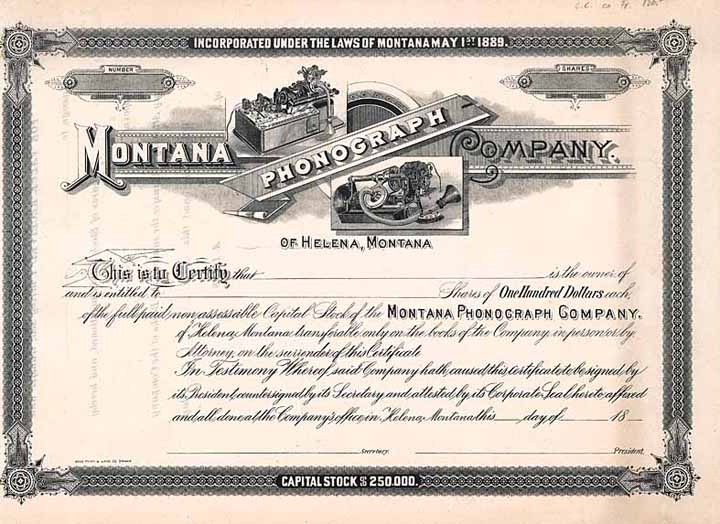 INCORPORATED UNDER THE LAWS OF MONTANA MAY 1ST 1889.
NUMBER
SHARES
MONTANA PHONOGRAPH COMPANY.
OF HELENA, MONTANA
This is to Certify that is the owner of
and is entitled to Shares of One Hundred Dollars each,
of the full paid non-assessable Capital Stock of the MONTANA PHONOGRAPH COMPANY.
of Helena, Montana, transferable only on the books of the Company, in person or by
Attorney, on the surrender of this Certificate
In Testimony Whereof, said Company hath caused this certificate to be signed by
its President, countersigned by its Secretary and attested by its Corporate Seal hereto affixed
and all done at the Company's office in Helena, Montana this day of 18
Secretary. President.
CAPITAL STOCK $250.000.